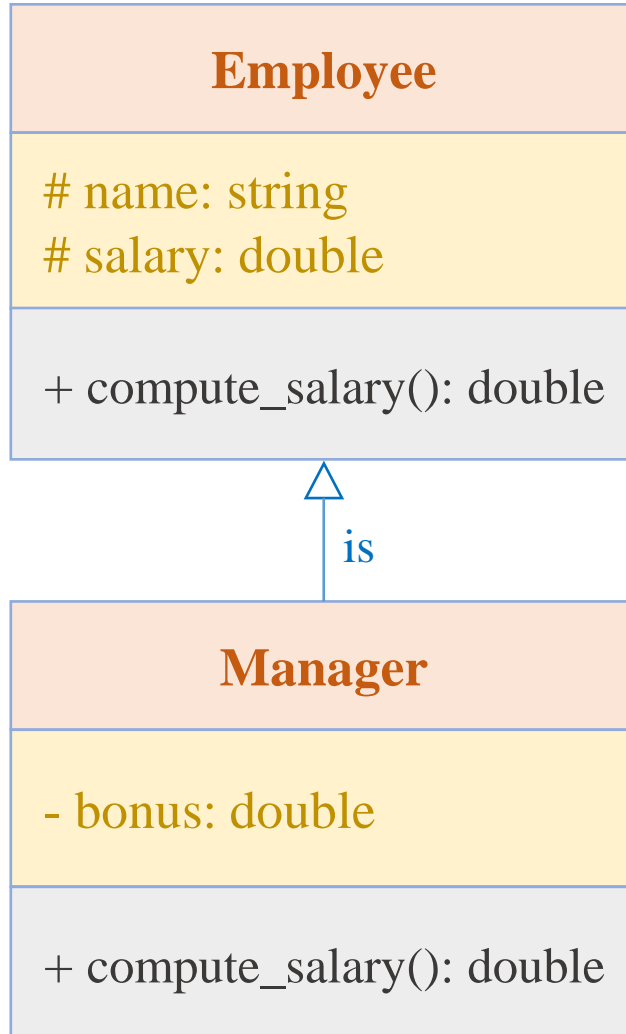 Employee
# name: string
# salary: double
+ compute_salary(): double
is
Manager
- bonus: double
+ compute_salary(): double